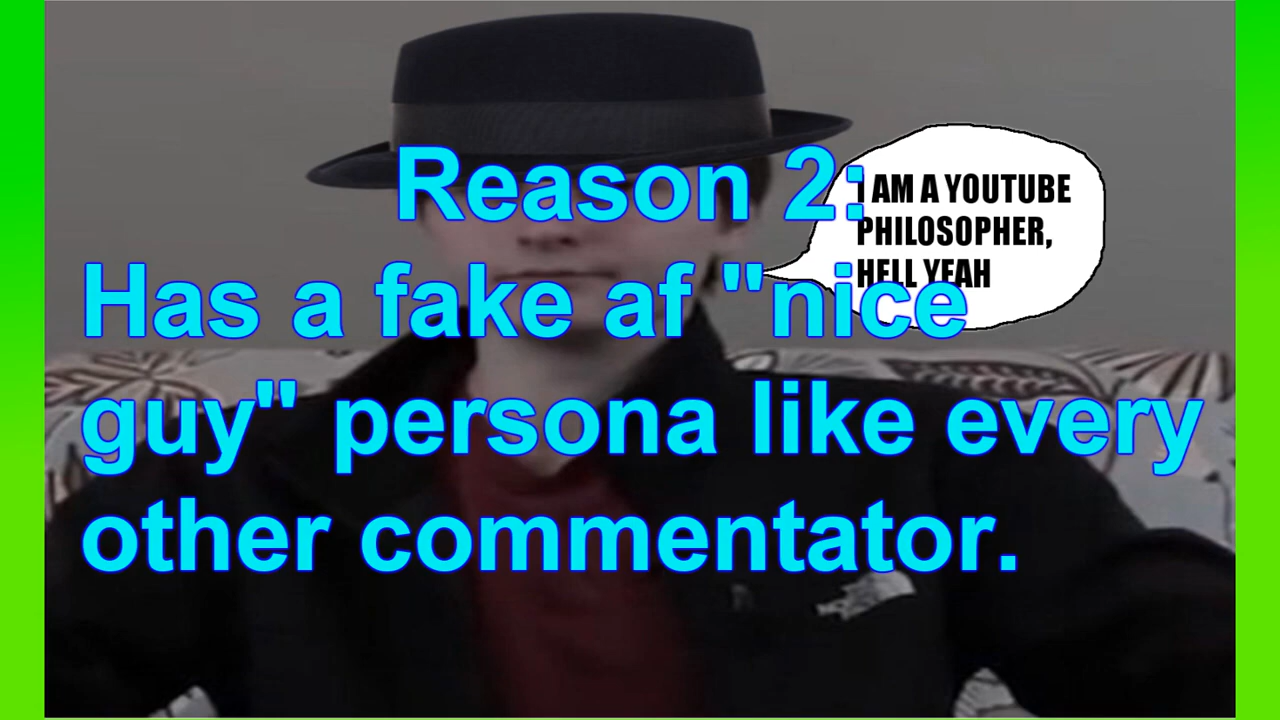 Reason 2:
Has a fake af "nice
guy" persona like every
other commentator.
I AM A YOUTUBE
PHILOSOPHER,
HELL YEAH